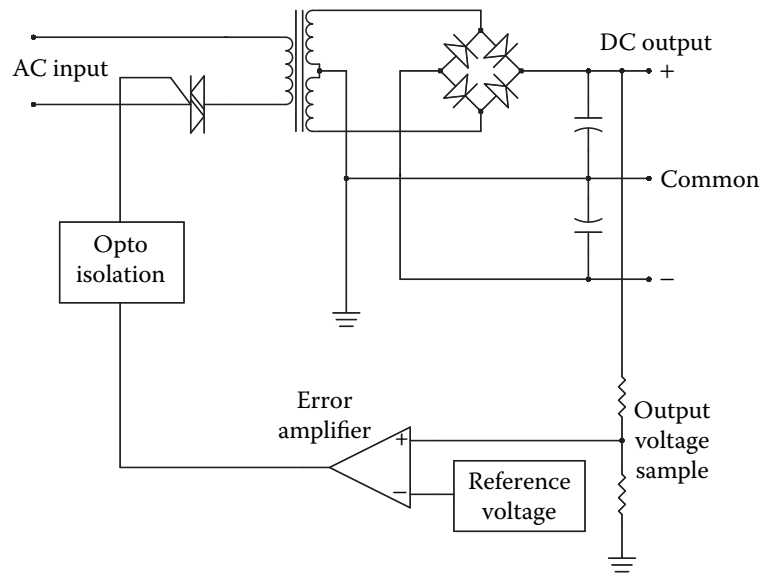 DC output
AC input
+
Common
Opto
isolation
−
Error
amplifier
Output
voltage
sample
+
−
Reference
voltage